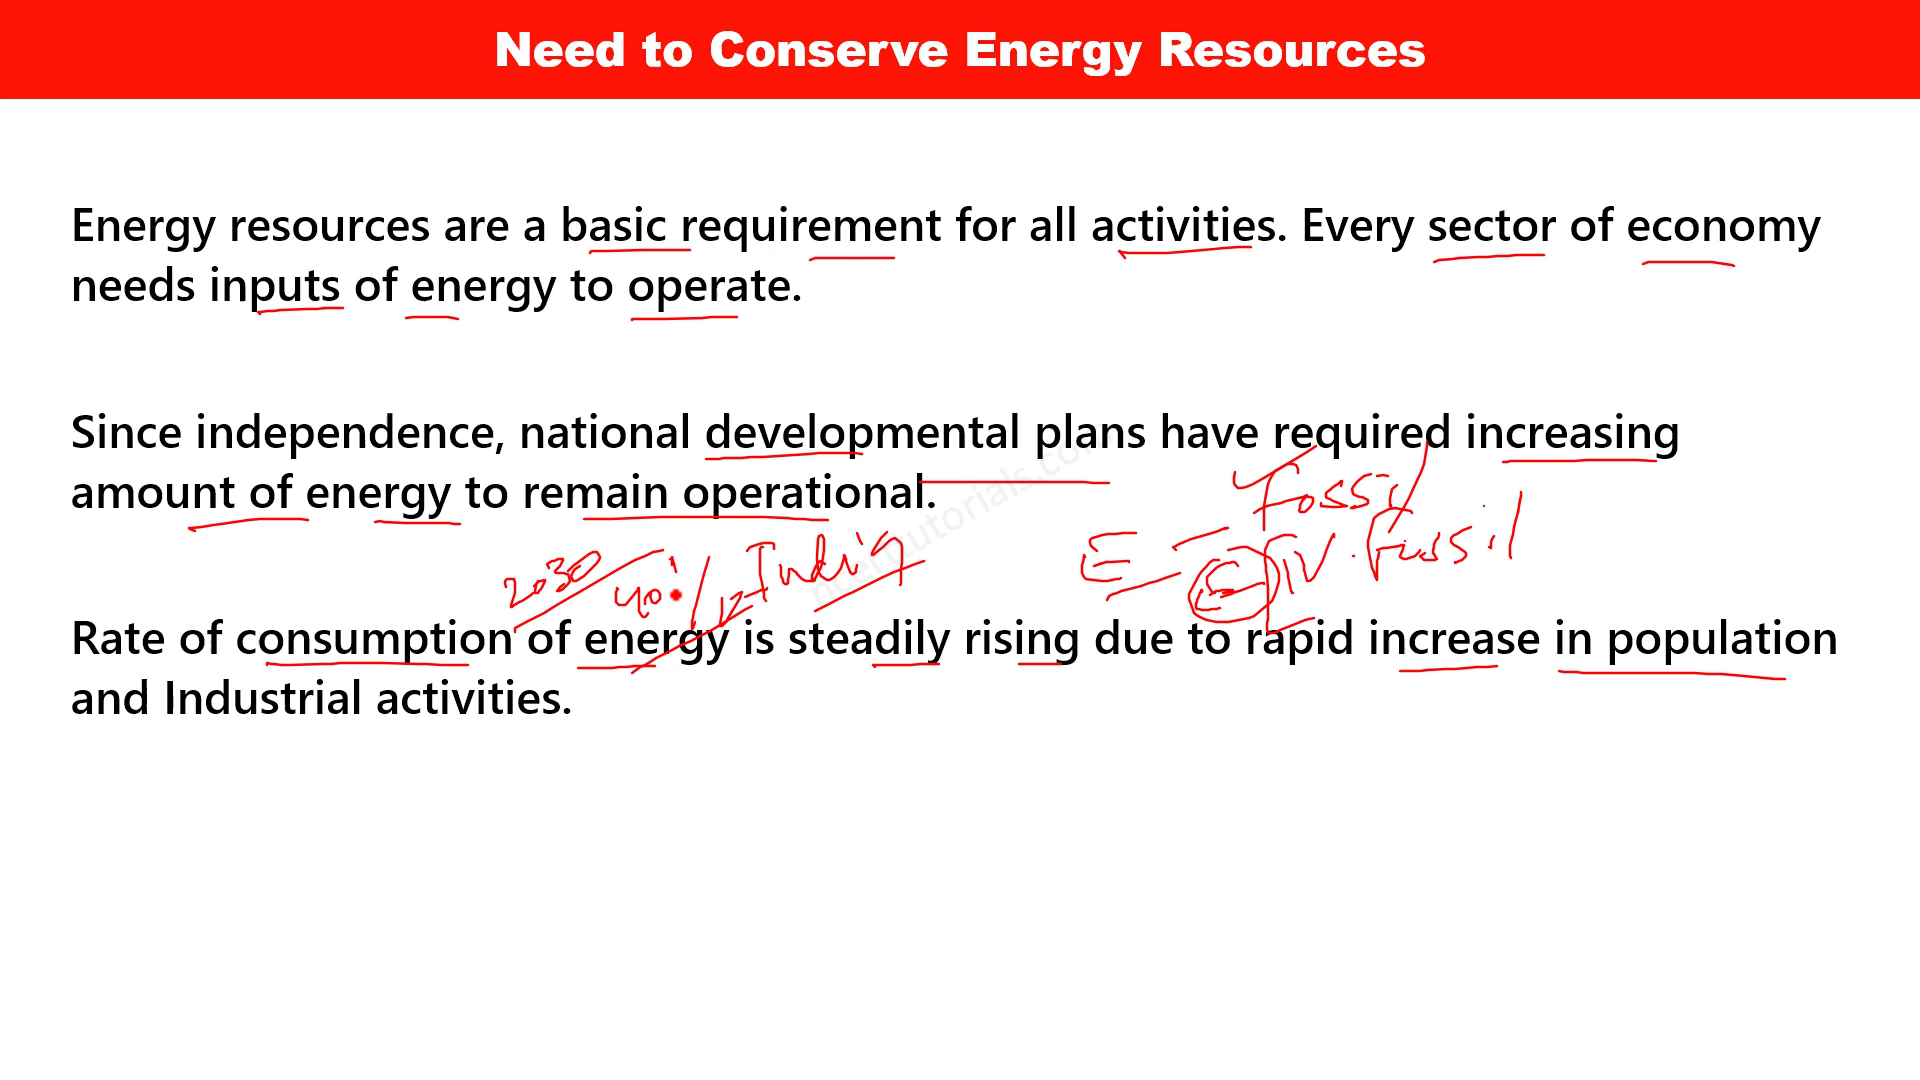 Need to Conserve Energy Resources
Energy resources are a basic requirement for all activities. Every sector of economy
needs inputs of energy to operate.
Since independence, national developmental plans have required increasing
amount of energy to remain operational.
Fossil
E
India
2030
40%
Rate of consumption of energy is steadily rising due to rapid increase in population
and Industrial activities.